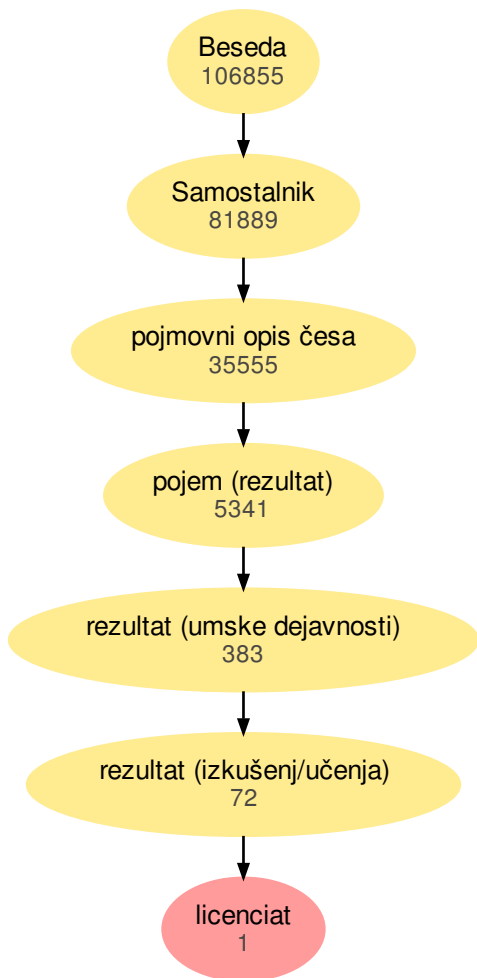 Beseda
106855
Samostalnik
81889
pojmovni opis česa
35555
pojem (rezultat)
5341
rezultat (umske dejavnosti)
383
rezultat (izkušenj/učenja)
72
licenciat
1